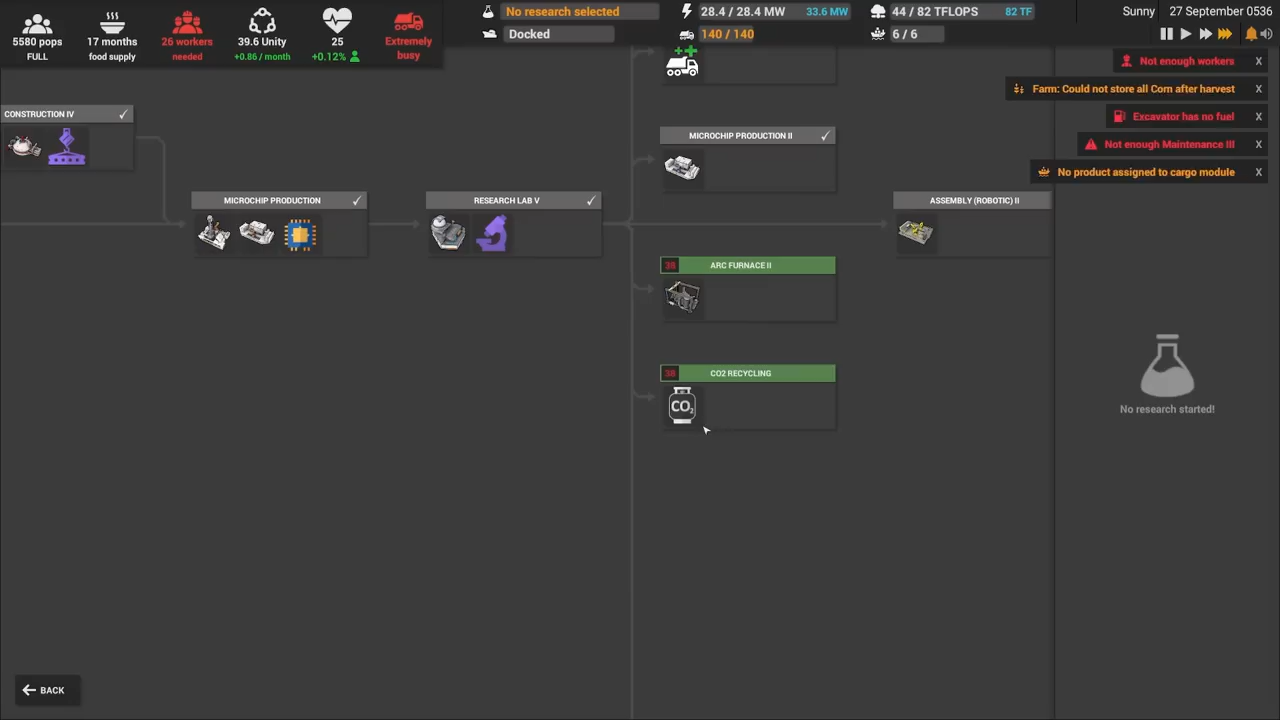 5580 pops
FULL
17 months
food supply
26 workers
needed
39.6 Unity
+0.86 / month
25
+0.12%
Extremely
busy
No research selected
Docked
28.4 / 28.4 MW 33.6 MW
140 / 140
44 / 82 TFLOPS 82 TF
6 / 6
Sunny 27 September 0536
Not enough workers X
Farm: Could not store all Corn after harvest X
Excavator has no fuel X
Not enough Maintenance III X
No product assigned to cargo module X
CONSTRUCTION IV
MICROCHIP PRODUCTION
RESEARCH LAB V
MICROCHIP PRODUCTION II
ASSEMBLY (ROBOTIC) II
38 ARC FURNACE II
38 CO2 RECYCLING
CO2
No research started!
BACK